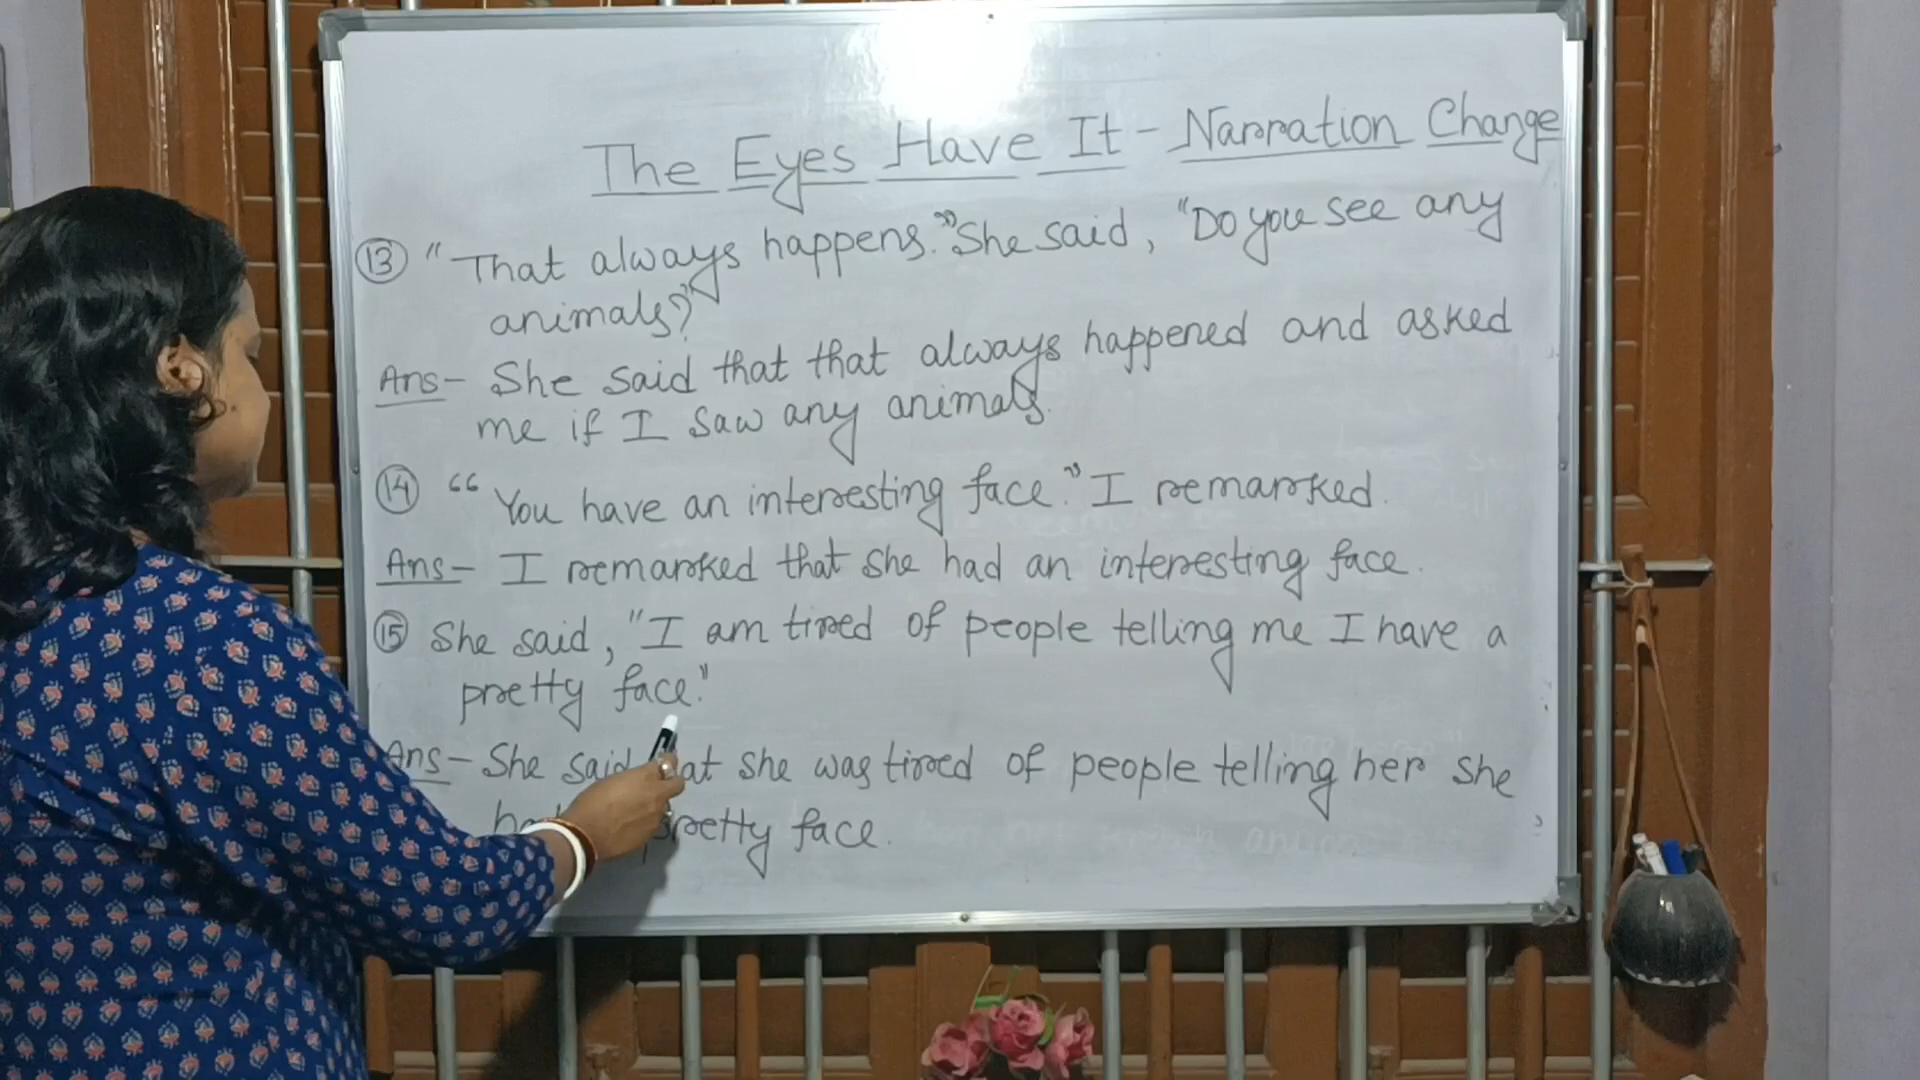 The Eyes Have It - Narration Change
13 "That always happens." She said, "Do you see any
animals?"
Ans- She said that that always happened and asked
me if I saw any animals.
14 "You have an interesting face." I remarked.
Ans- I remarked that she had an interesting face.
15 She said, "I am tired of people telling me I have a
pretty face."
Ans- She said she was tired of people telling her she
pretty face.